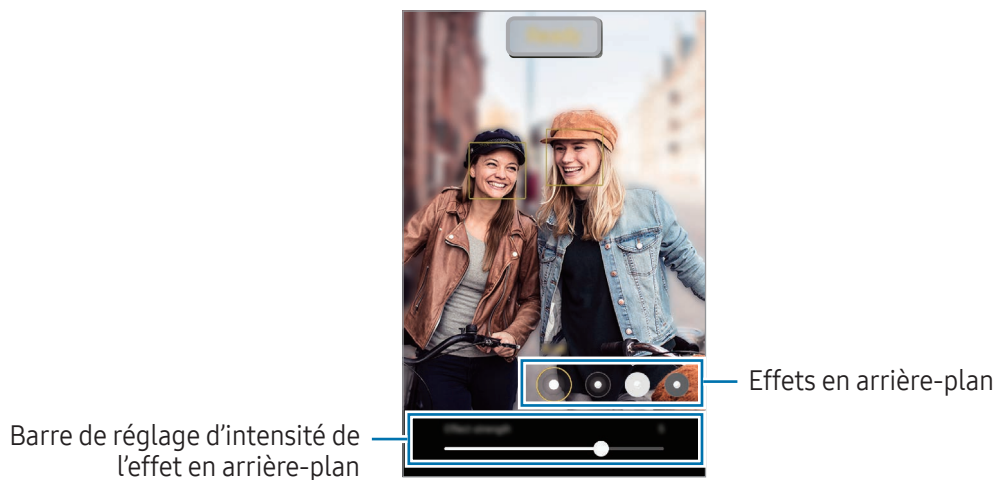 Effets en arrière-plan
Barre de réglage d'intensité de
l'effet en arrière-plan